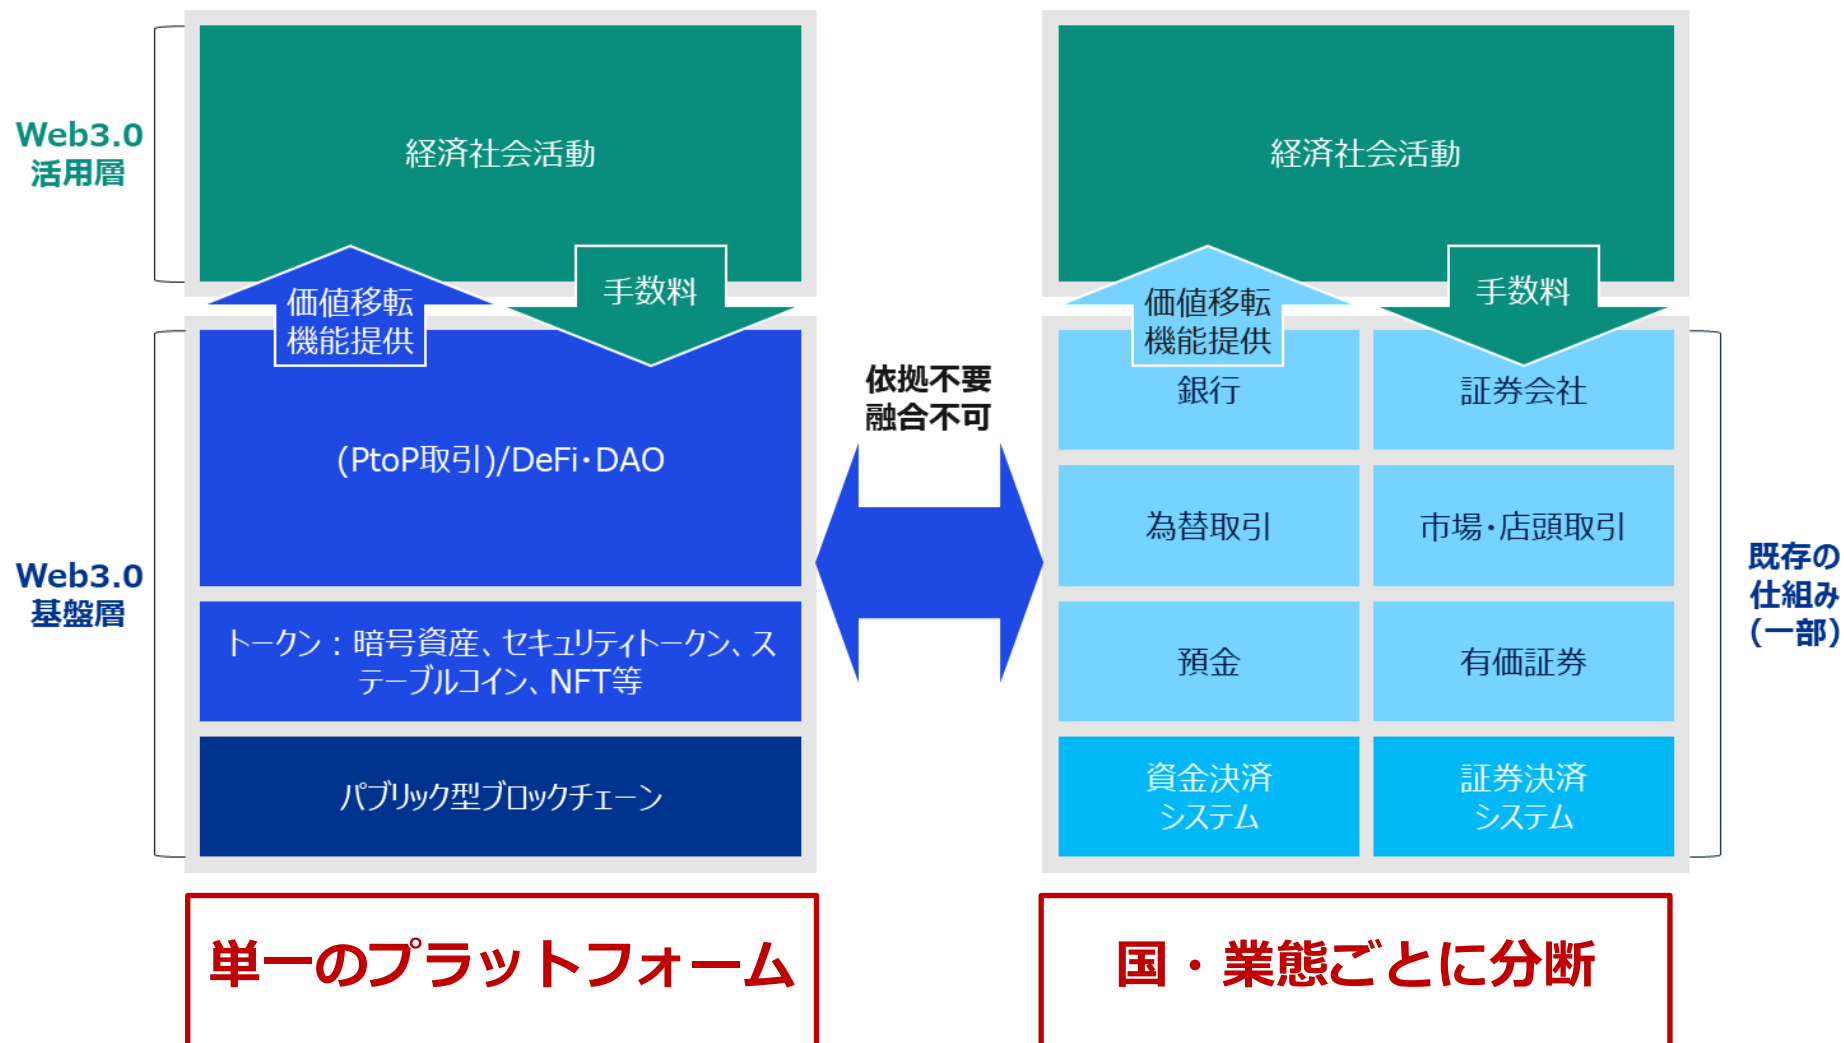 Web3.0
活用層
経済社会活動
価値移転
機能提供
手数料
Web3.0
基盤層
(PtoP取引)/DeFi・DAO
トークン：暗号資産、セキュリティトークン、ス
テーブルコイン、NFT等
パブリック型ブロックチェーン
単一のプラットフォーム
依拠不要
融合不可
経済社会活動
価値移転
機能提供
手数料
銀行
証券会社
為替取引
市場・店頭取引
預金
有価証券
資金決済
システム
証券決済
システム
既存の
仕組み
(一部)
国・業態ごとに分断